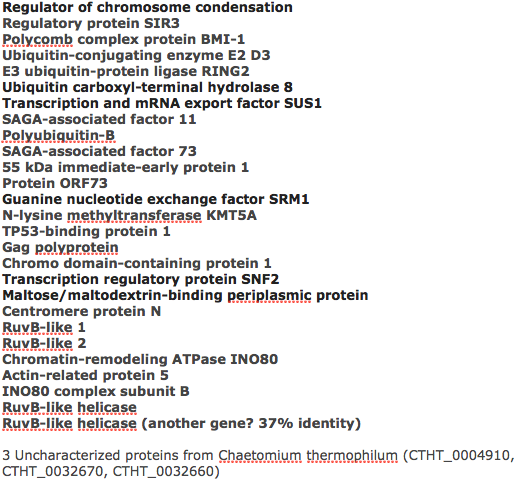 Regulator of chromosome condensation
Regulatory protein SIR3
Polycomb complex protein BMI-1
Ubiquitin-conjugating enzyme E2 D3
E3 ubiquitin-protein ligase RING2
Ubiquitin carboxyl-terminal hydrolase 8
Transcription and mRNA export factor SUS1
SAGA-associated factor 11
Polyubiquitin-B
SAGA-associated factor 73
55 kDa immediate-early protein 1
Protein ORF73
Guanine nucleotide exchange factor SRM1
N-lysine methyltransferase KMT5A
TP53-binding protein 1
Gag polyprotein
Chromo domain-containing protein 1
Transcription regulatory protein SNF2
Maltose/maltodextrin-binding periplasmic protein
Centromere protein N
RuvB-like 1
RuvB-like 2
Chromatin-remodeling ATPase INO80
Actin-related protein 5
INO80 complex subunit B
RuvB-like helicase
RuvB-like helicase (another gene? 37% identity)
3 Uncharacterized proteins from Chaetomium thermophilum (CTHT_0004910,
CTHT_0032670, CTHT_0032660)